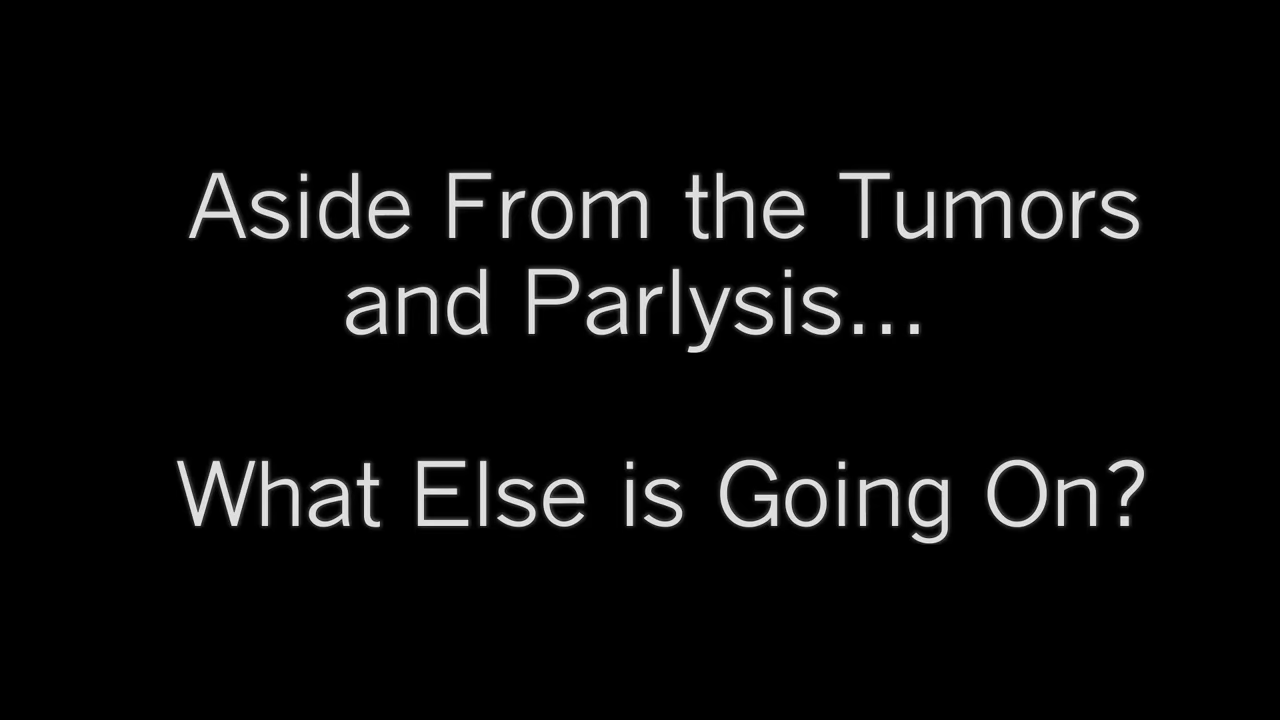 Aside From the Tumors
and Parlysis...
What Else is Going On?